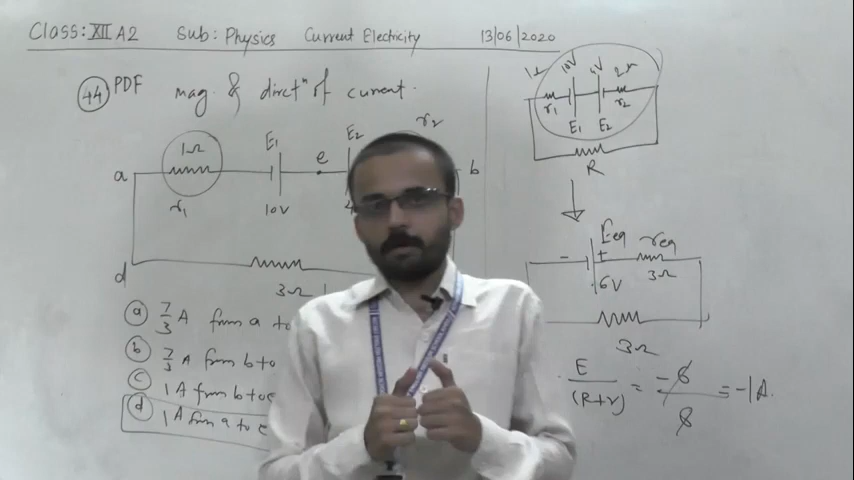 CLASS: XII A2 Sub: Physics Current Electricity 13/06/2020
44 PDF mag. & directn of current.
1Ω E1 e E2 r2
a b
r1 10V
d
3Ω
a 7/3 A from a to
b 7/3 A from b to
c 1A from b to e
d 1A from a to e
1Ω 10V 4V 2Ω
r1 r2
E1 E2
R
Eeq req
- +
6V 3Ω
3Ω
E/(R+r) = -6/6 = -1A.